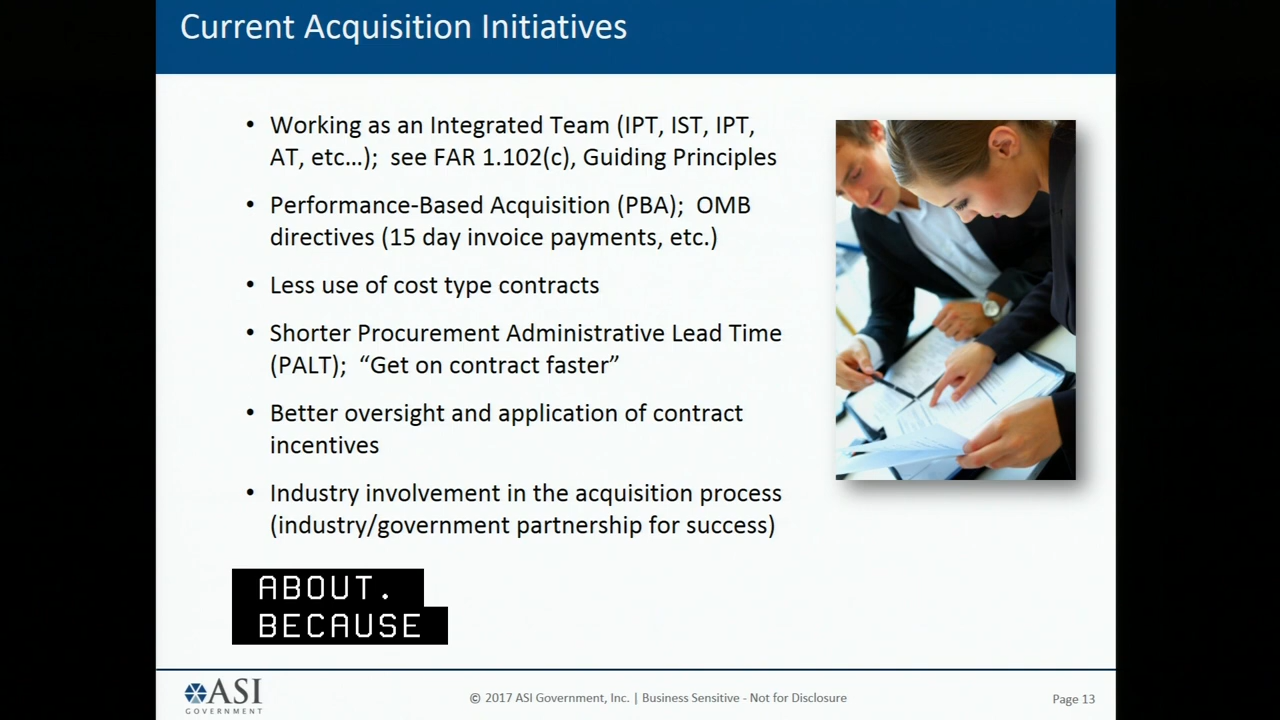 Current Acquisition Initiatives
• Working as an Integrated Team (IPT, IST, IPT,
AT, etc…);  see FAR 1.102(c), Guiding Principles
• Performance-Based Acquisition (PBA);  OMB
directives (15 day invoice payments, etc.)
• Less use of cost type contracts
• Shorter Procurement Administrative Lead Time
(PALT);  “Get on contract faster”
• Better oversight and application of contract
incentives
• Industry involvement in the acquisition process
(industry/government partnership for success)
ABOUT.
BECAUSE
ASI
GOVERNMENT
© 2017 ASI Government, Inc. | Business Sensitive - Not for Disclosure
Page 13